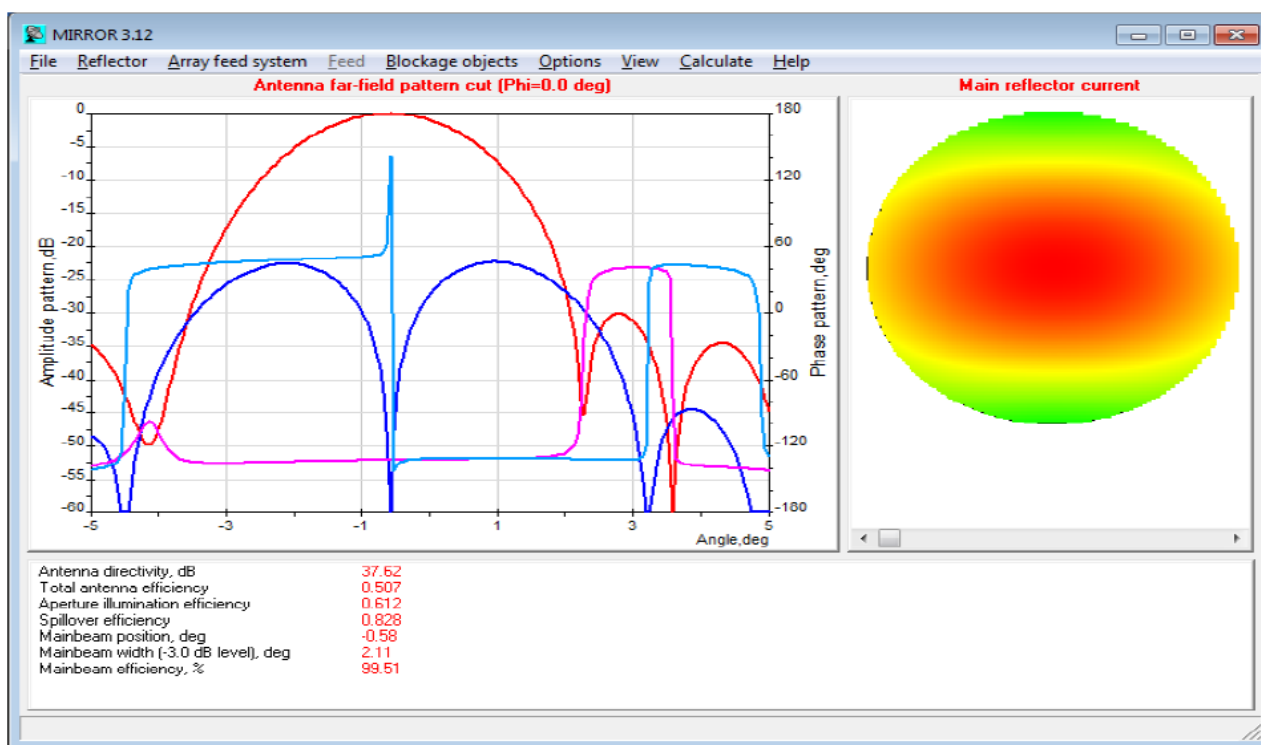 MIRROR 3.12
File Reflector Array feed system Feed Blockage objects Options View Calculate Help
Antenna far-field pattern cut (Phi=0.0 deg)
Main reflector current
Amplitude pattern,dB
0
-5
-10
-15
-20
-25
-30
-35
-40
-45
-50
-55
-60
-5 -3 -1 1 3 5
Angle,deg
180
120
60
0
-60
-120
-180
Phase pattern,deg
Antenna directivity, dB 37.62
Total antenna efficiency 0.507
Aperture illumination efficiency 0.612
Spillover efficiency 0.828
Mainbeam position, deg -0.58
Mainbeam width (-3.0 dB level), deg 2.11
Mainbeam efficiency, % 99.51